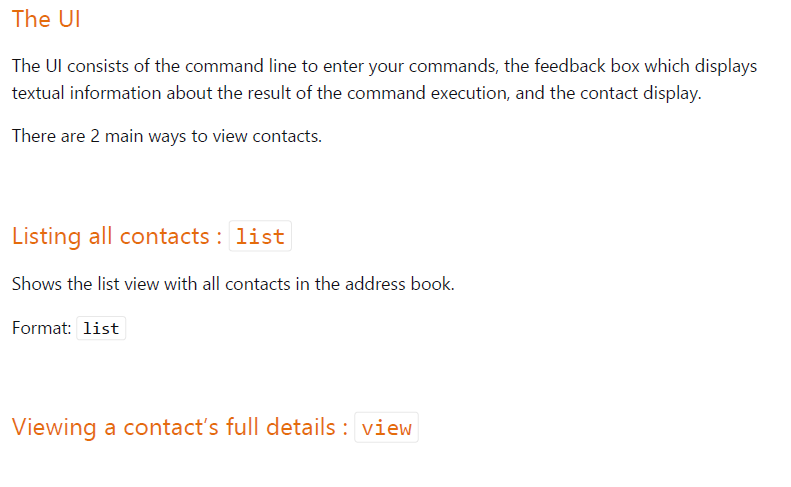 The UI
The UI consists of the command line to enter your commands, the feedback box which displays
textual information about the result of the command execution, and the contact display.
There are 2 main ways to view contacts.
Listing all contacts : list
Shows the list view with all contacts in the address book.
Format: list
Viewing a contact’s full details : view